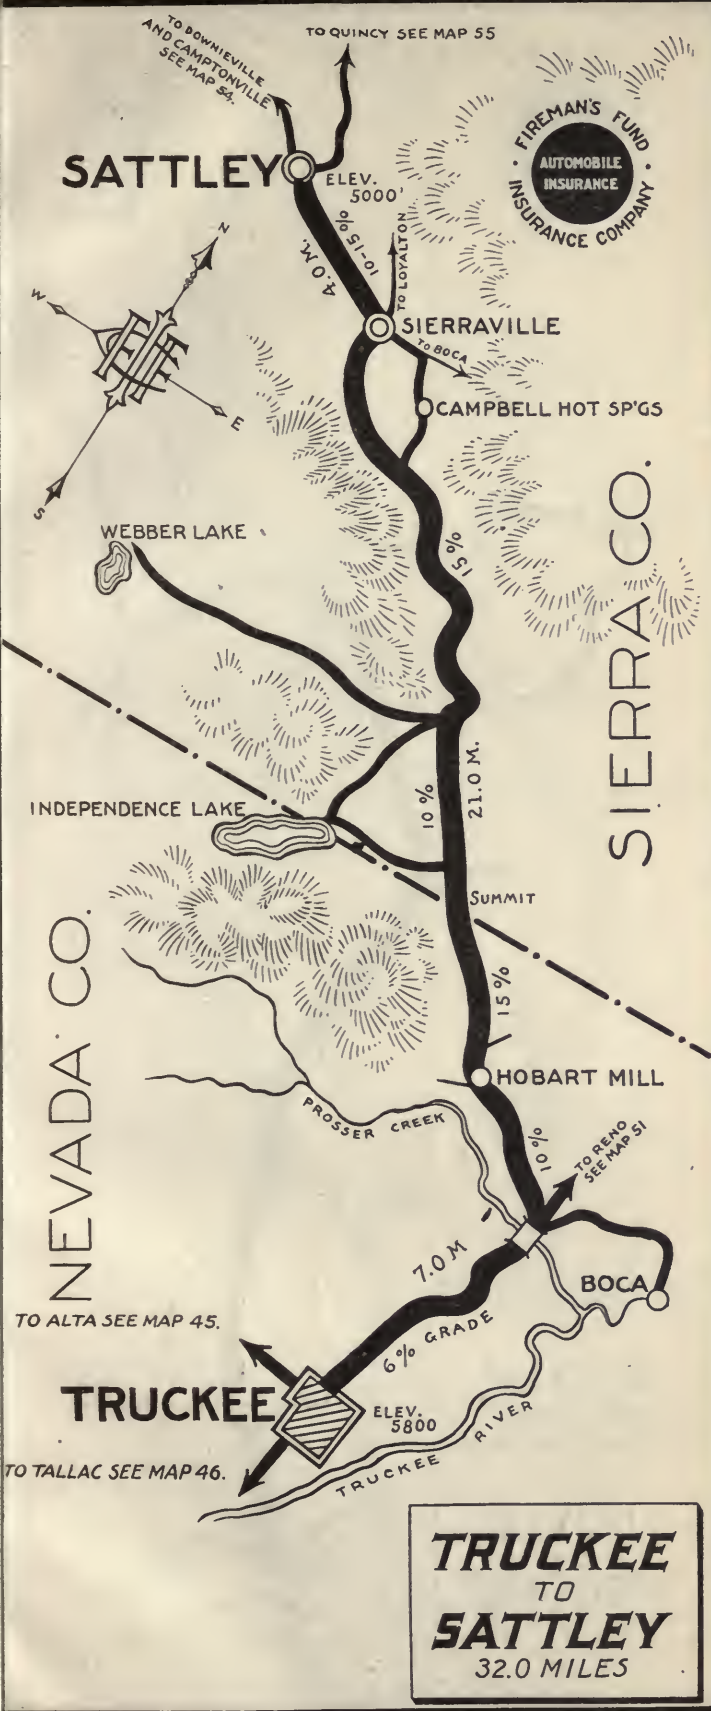 TO DOWNIEVILLE
AND CAMPTONVILLE
SEE MAP 54.
TO QUINCY SEE MAP 55
FIREMAN'S FUND
AUTOMOBILE
INSURANCE
INSURANCE COMPANY
SATTLEY
ELEV.
5000'
4.0 M.
10-15%
TO LOYALTON
N
W
E
S
SIERRAVILLE
TO BOCA
CAMPBELL HOT SP'GS
WEBBER LAKE
15%
SIERRA CO.
10%
21.0 M.
INDEPENDENCE LAKE
SUMMIT
NEVADA CO.
15%
HOBART MILL
PROSSER CREEK
10%
TO RENO
SEE MAP 51
7.0 M
BOCA
TO ALTA SEE MAP 45.
6% GRADE
TRUCKEE
ELEV.
5800
TRUCKEE RIVER
TO TALLAC SEE MAP 46.
TRUCKEE
TO
SATTLEY
32.0 MILES